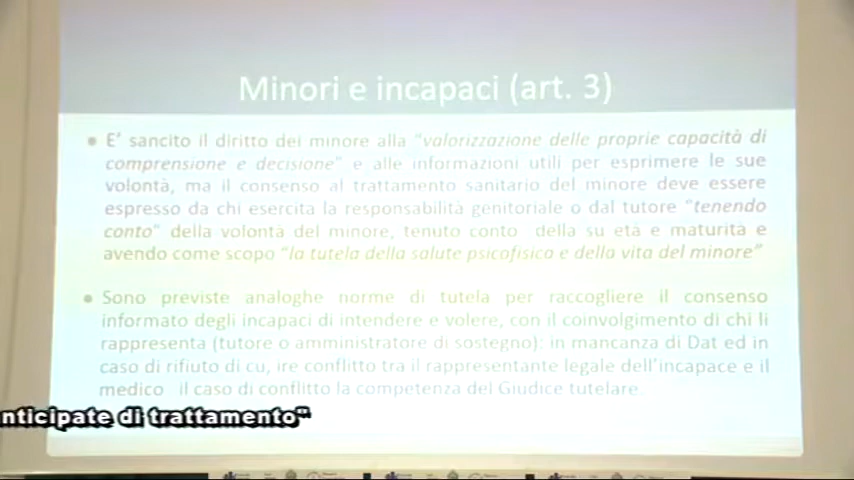 Minori e incapaci (art. 3)
E' sancito il diritto dei minore alla "valorizzazione delle proprie capacità di
comprensione e decisione" e alle informazioni utili per esprimere le sue
volontà, ma il consenso al trattamento sanitario del minore deve essere
espresso da chi esercita la responsabilità genitoriale o dal tutore "tenendo
conto" della volontà del minore, tenuto conto della su età e maturità e
avendo come scopo "la tutela della salute psicofisica e della vita del minore"
Sono previste analoghe norme di tutela per raccogliere il consenso
informato degli incapaci di intendere e volere, con il coinvolgimento di chi li
rappresenta (tutore o amministratore di sostegno): in mancanza di Dat ed in
caso di rifiuto di cu, ire conflitto tra il rappresentante legale dell'incapace e il
medico il caso di conflitto la competenza del Giudice tutelare.
nticipate di trattamento"